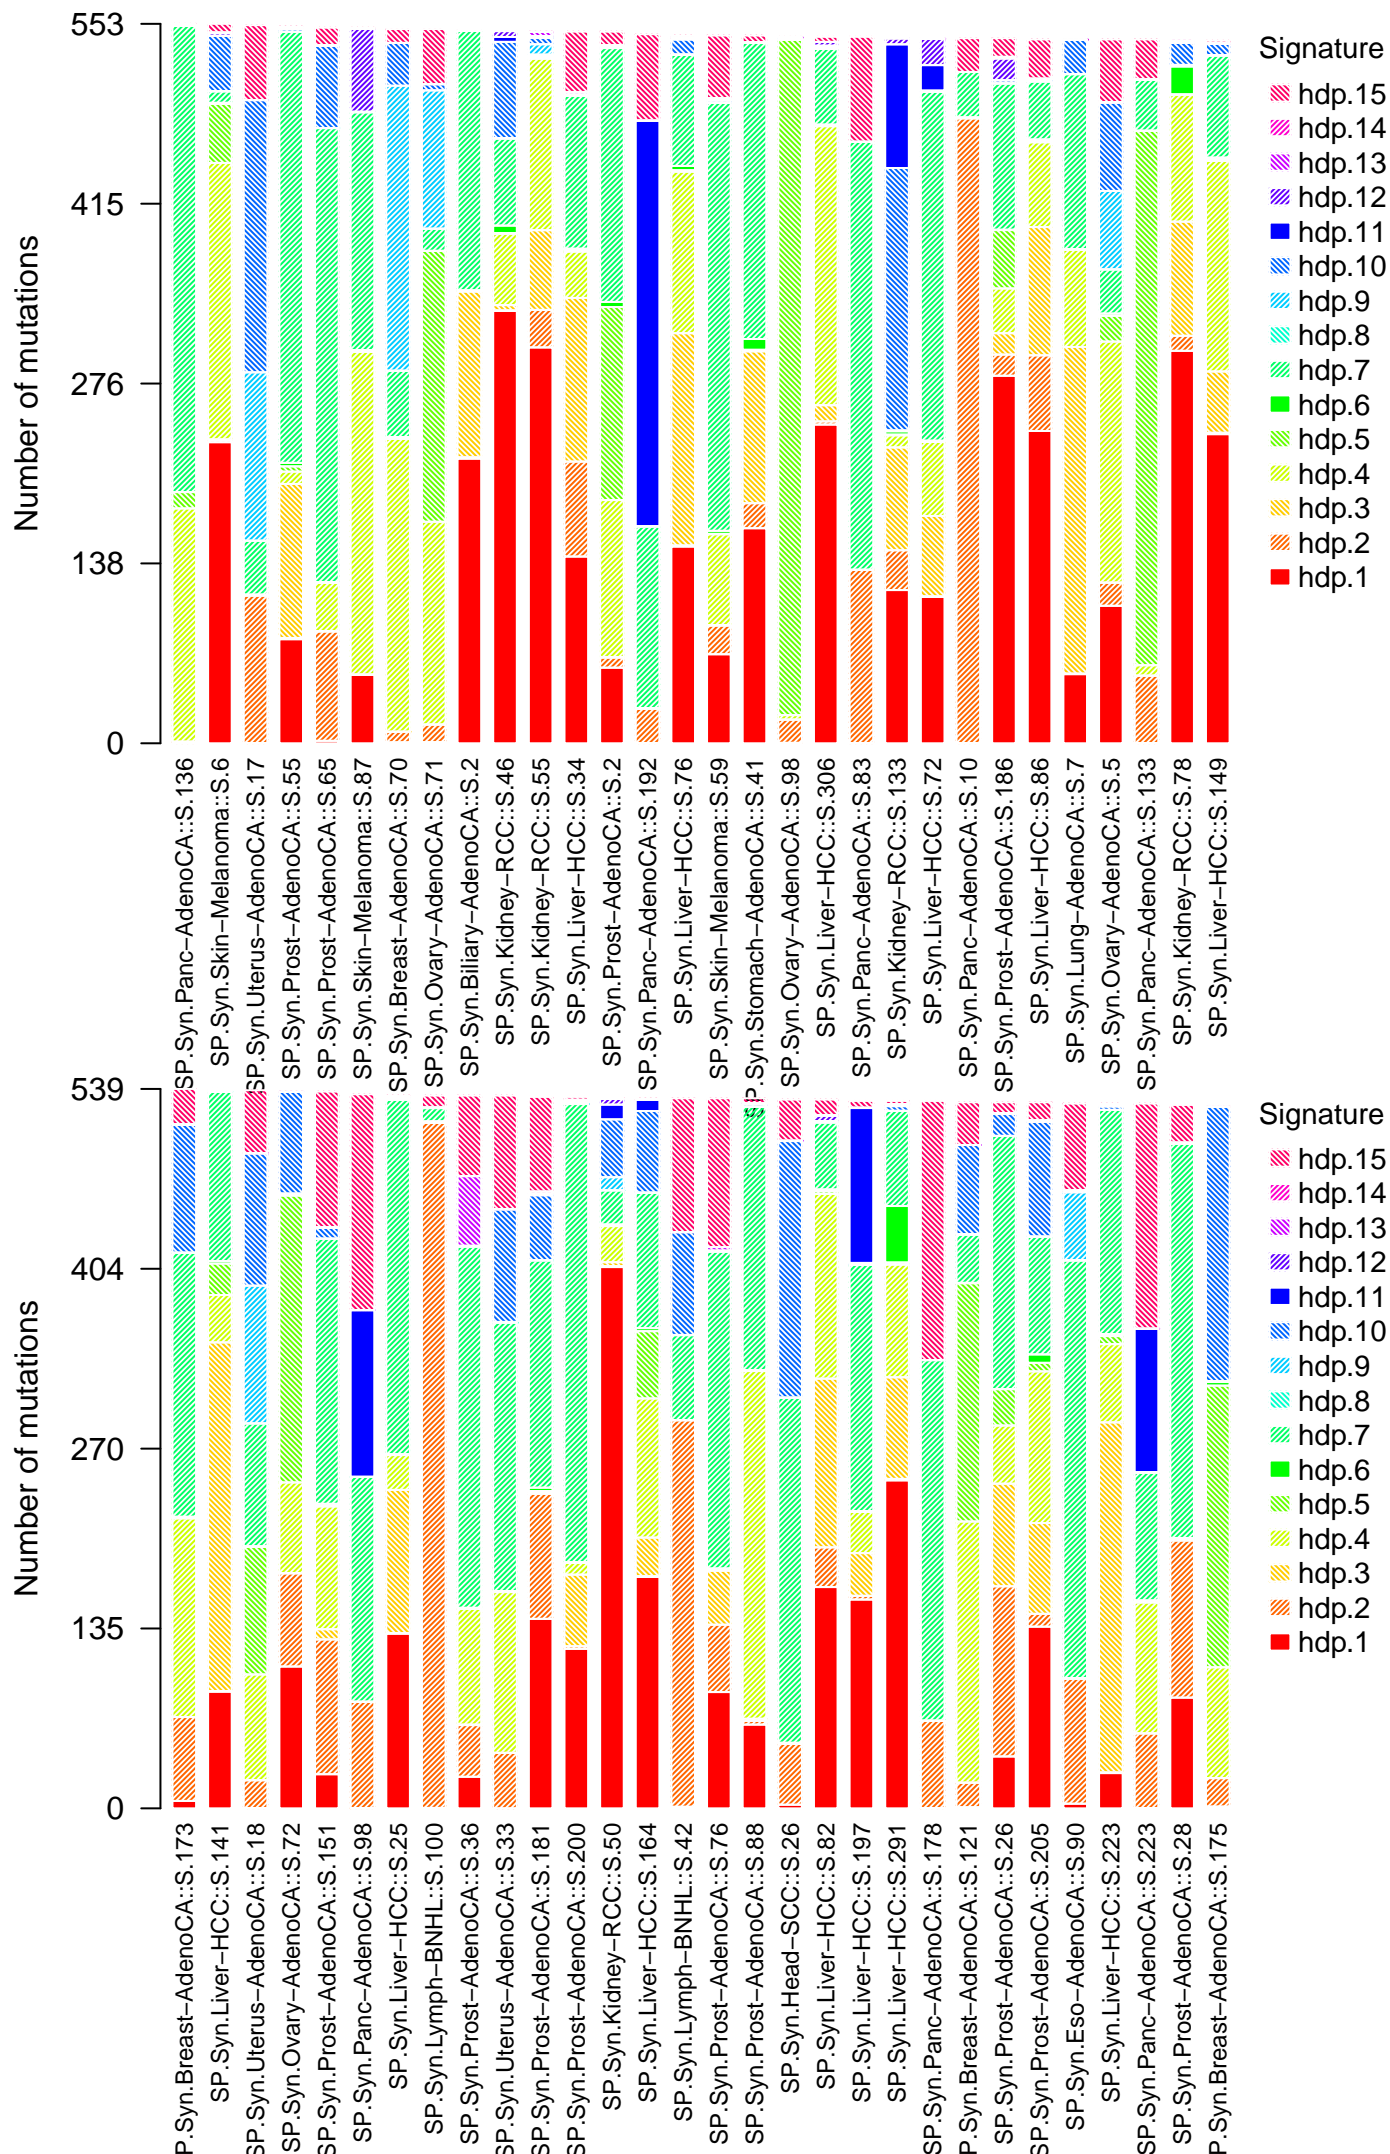 553
415
276
138
0
Number of mutations
Signature
hdp.15
hdp.14
hdp.13
hdp.12
hdp.11
hdp.10
hdp.9
hdp.8
hdp.7
hdp.6
hdp.5
hdp.4
hdp.3
hdp.2
hdp.1
SP.Syn.Panc−AdenoCA::S.136
SP.Syn.Skin−Melanoma::S.6
SP.Syn.Uterus−AdenoCA::S.17
SP.Syn.Prost−AdenoCA::S.55
SP.Syn.Prost−AdenoCA::S.65
SP.Syn.Skin−Melanoma::S.87
SP.Syn.Breast−AdenoCA::S.70
SP.Syn.Ovary−AdenoCA::S.71
SP.Syn.Biliary−AdenoCA::S.2
SP.Syn.Kidney−RCC::S.46
SP.Syn.Kidney−RCC::S.55
SP.Syn.Liver−HCC::S.34
SP.Syn.Prost−AdenoCA::S.2
SP.Syn.Panc−AdenoCA::S.192
SP.Syn.Liver−HCC::S.76
SP.Syn.Skin−Melanoma::S.59
P.Syn.Stomach−AdenoCA::S.41
SP.Syn.Ovary−AdenoCA::S.98
SP.Syn.Liver−HCC::S.306
SP.Syn.Panc−AdenoCA::S.83
SP.Syn.Kidney−RCC::S.133
SP.Syn.Liver−HCC::S.72
SP.Syn.Panc−AdenoCA::S.10
SP.Syn.Prost−AdenoCA::S.186
SP.Syn.Liver−HCC::S.86
SP.Syn.Lung−AdenoCA::S.7
SP.Syn.Ovary−AdenoCA::S.5
SP.Syn.Panc−AdenoCA::S.133
SP.Syn.Kidney−RCC::S.78
SP.Syn.Liver−HCC::S.149
539
404
270
135
0
Number of mutations
Signature
hdp.15
hdp.14
hdp.13
hdp.12
hdp.11
hdp.10
hdp.9
hdp.8
hdp.7
hdp.6
hdp.5
hdp.4
hdp.3
hdp.2
hdp.1
P.Syn.Breast−AdenoCA::S.173
SP.Syn.Liver−HCC::S.141
SP.Syn.Uterus−AdenoCA::S.18
SP.Syn.Ovary−AdenoCA::S.72
SP.Syn.Prost−AdenoCA::S.151
SP.Syn.Panc−AdenoCA::S.98
SP.Syn.Liver−HCC::S.25
SP.Syn.Lymph−BNHL::S.100
SP.Syn.Prost−AdenoCA::S.36
SP.Syn.Uterus−AdenoCA::S.33
SP.Syn.Prost−AdenoCA::S.181
SP.Syn.Prost−AdenoCA::S.200
SP.Syn.Kidney−RCC::S.50
SP.Syn.Liver−HCC::S.164
SP.Syn.Lymph−BNHL::S.42
SP.Syn.Prost−AdenoCA::S.76
SP.Syn.Prost−AdenoCA::S.88
SP.Syn.Head−SCC::S.26
SP.Syn.Liver−HCC::S.82
SP.Syn.Liver−HCC::S.197
SP.Syn.Liver−HCC::S.291
SP.Syn.Panc−AdenoCA::S.178
SP.Syn.Breast−AdenoCA::S.121
SP.Syn.Prost−AdenoCA::S.26
SP.Syn.Prost−AdenoCA::S.205
SP.Syn.Eso−AdenoCA::S.90
SP.Syn.Liver−HCC::S.223
SP.Syn.Panc−AdenoCA::S.223
SP.Syn.Prost−AdenoCA::S.28
SP.Syn.Breast−AdenoCA::S.175